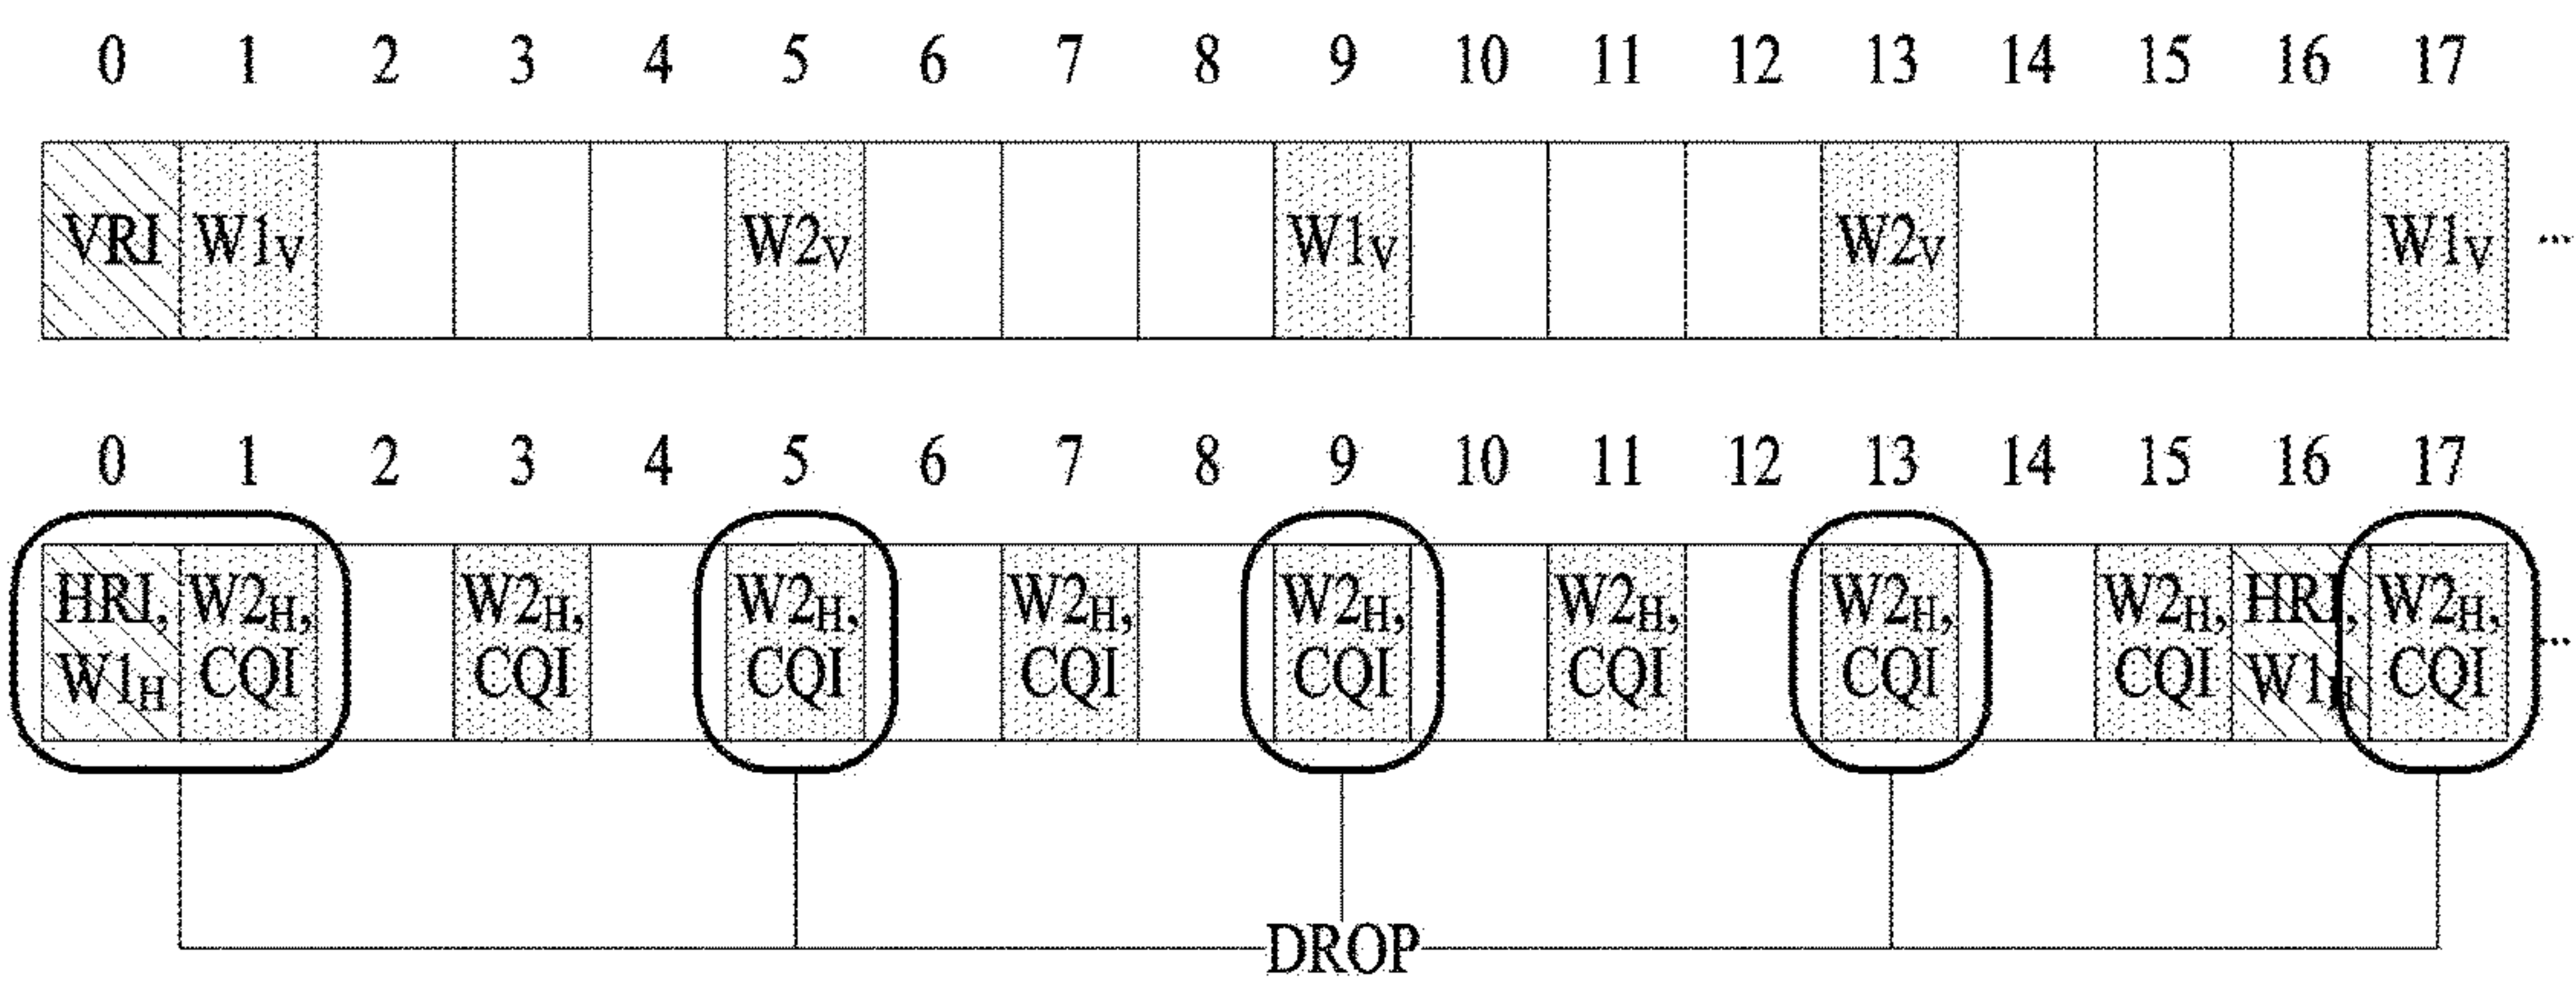 0 1 2 3 4 5 6 7 8 9 10 11 12 13 14 15 16 17
VRI W1V W2V W1V W2V W1V ...
0 1 2 3 4 5 6 7 8 9 10 11 12 13 14 15 16 17
HRI, W2H, W2H, W2H, W2H, W2H, W2H, W2H, W2H, HRI, W2H,
W1H CQI CQI CQI CQI CQI CQI CQI CQI W1H CQI ...
DROP